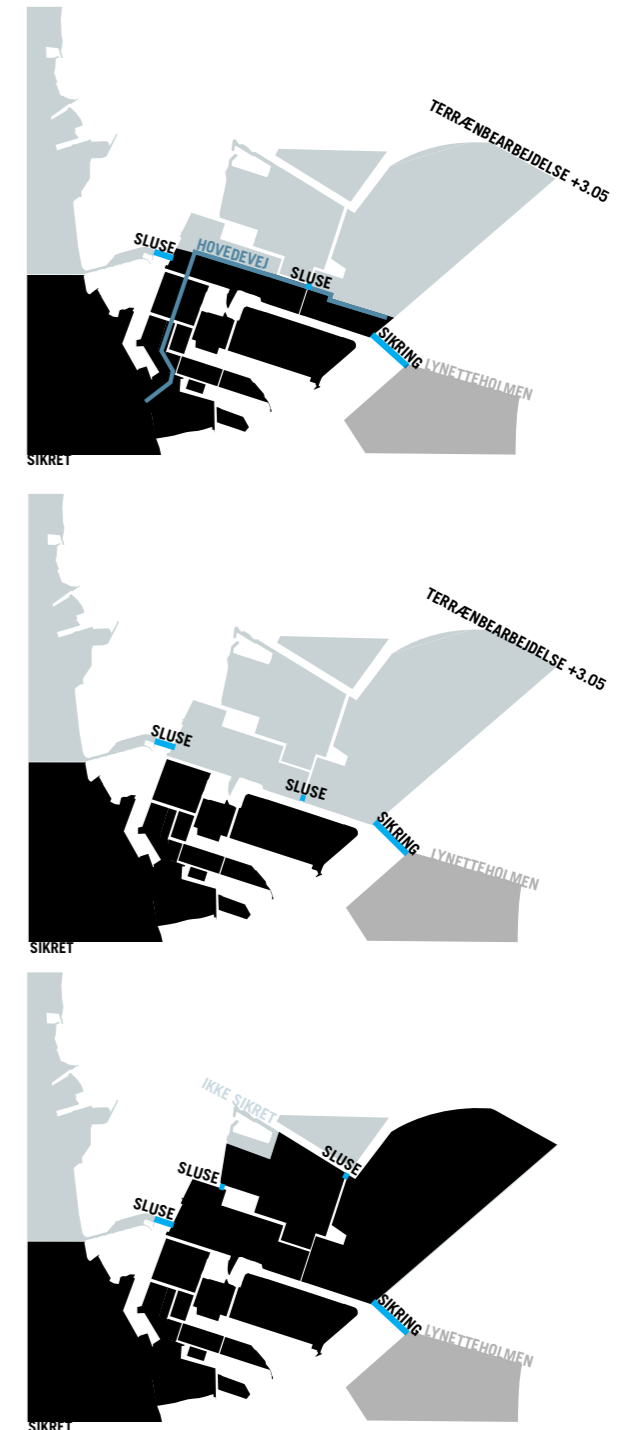 TERRÆNBEARBEJDELSE +3.05
SLUSE
HOVEDEVEJ
SLUSE
SIKRING
LYNETTEHOLMEN
SIKRET
TERRÆNBEARBEJDELSE +3.05
SLUSE
SLUSE
SIKRING
LYNETTEHOLMEN
SIKRET
IKKE SIKRET
SLUSE
SLUSE
SLUSE
SIKRING
LYNETTEHOLMEN
SIKRET